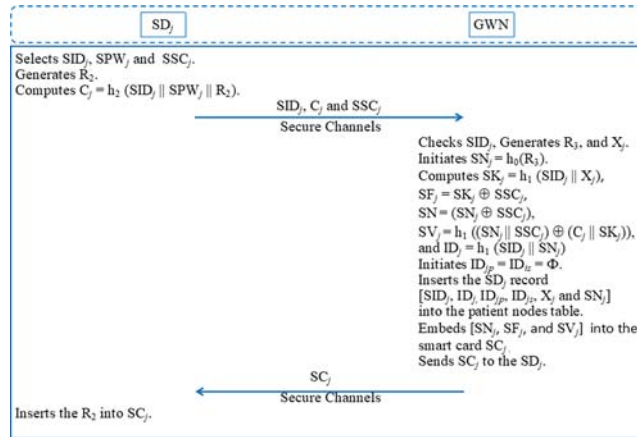 SDⱼ
GWN
Selects SIDⱼ, SPWⱼ and SSCⱼ.
Generates R₂.
Computes Cⱼ = h₂ (SIDⱼ || SPWⱼ || R₂).
SIDⱼ, Cⱼ and SSCⱼ
Secure Channels
Checks SIDⱼ, Generates R₃, and Xⱼ.
Initiates SNⱼ = h₀(R₃).
Computes SKⱼ = h₁ (SIDⱼ || Xⱼ),
SFⱼ = SKⱼ ⊕ SSCⱼ,
SN = (SNⱼ ⊕ SSCⱼ),
SVⱼ = h₁ ((SNⱼ || SSCⱼ) ⊕ (Cⱼ || SKⱼ)),
and IDⱼ = h₁ (SIDⱼ || SNⱼ)
Initiates IDⱼₚ = ID = Φ.
Inserts the SDⱼ record
[SIDⱼ, IDⱼ, IDⱼₚ, ID, Xⱼ and SNⱼ]
into the patient nodes table.
Embeds [SNⱼ, SFⱼ, and SVⱼ] into the
smart card SCⱼ.
Sends SCⱼ to the SDⱼ.
SCⱼ
Secure Channels
Inserts the R₂ into SCⱼ.